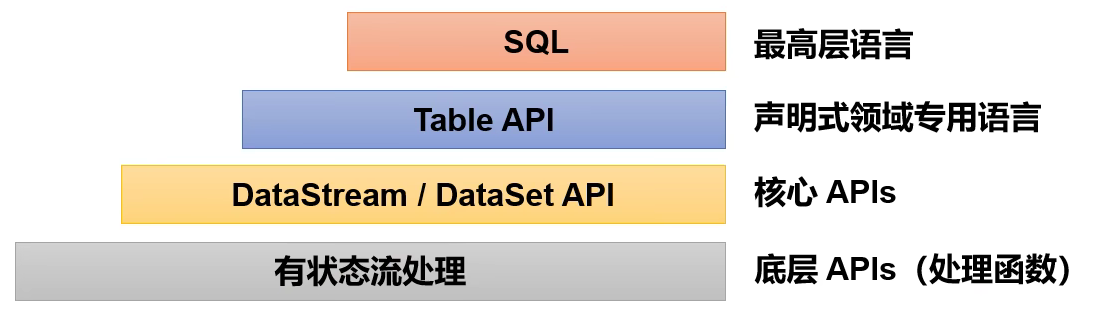 SQL 最高层语言
Table API 声明式领域专用语言
DataStream / DataSet API 核心 APIs
有状态流处理 底层 APIs（处理函数）